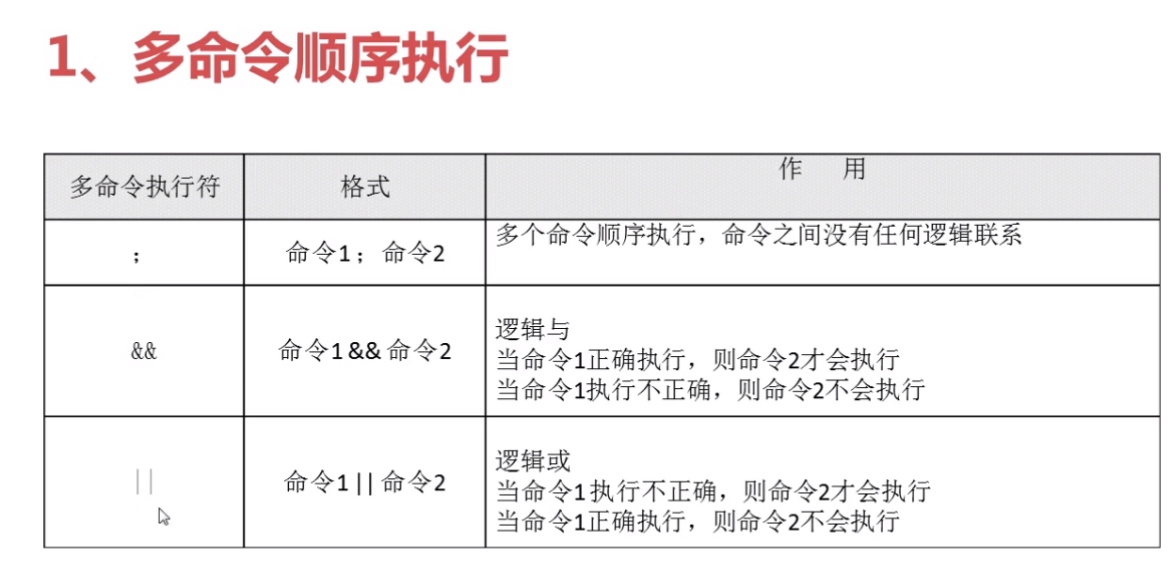 1、多命令顺序执行
多命令执行符 格式 作 用
; 命令1；命令2 多个命令顺序执行，命令之间没有任何逻辑联系
&& 命令1&& 命令2 逻辑与
当命令1正确执行，则命令2才会执行
当命令1执行不正确，则命令2不会执行
|| 命令1|| 命令2 逻辑或
当命令1执行不正确，则命令2才会执行
当命令1正确执行，则命令2不会执行